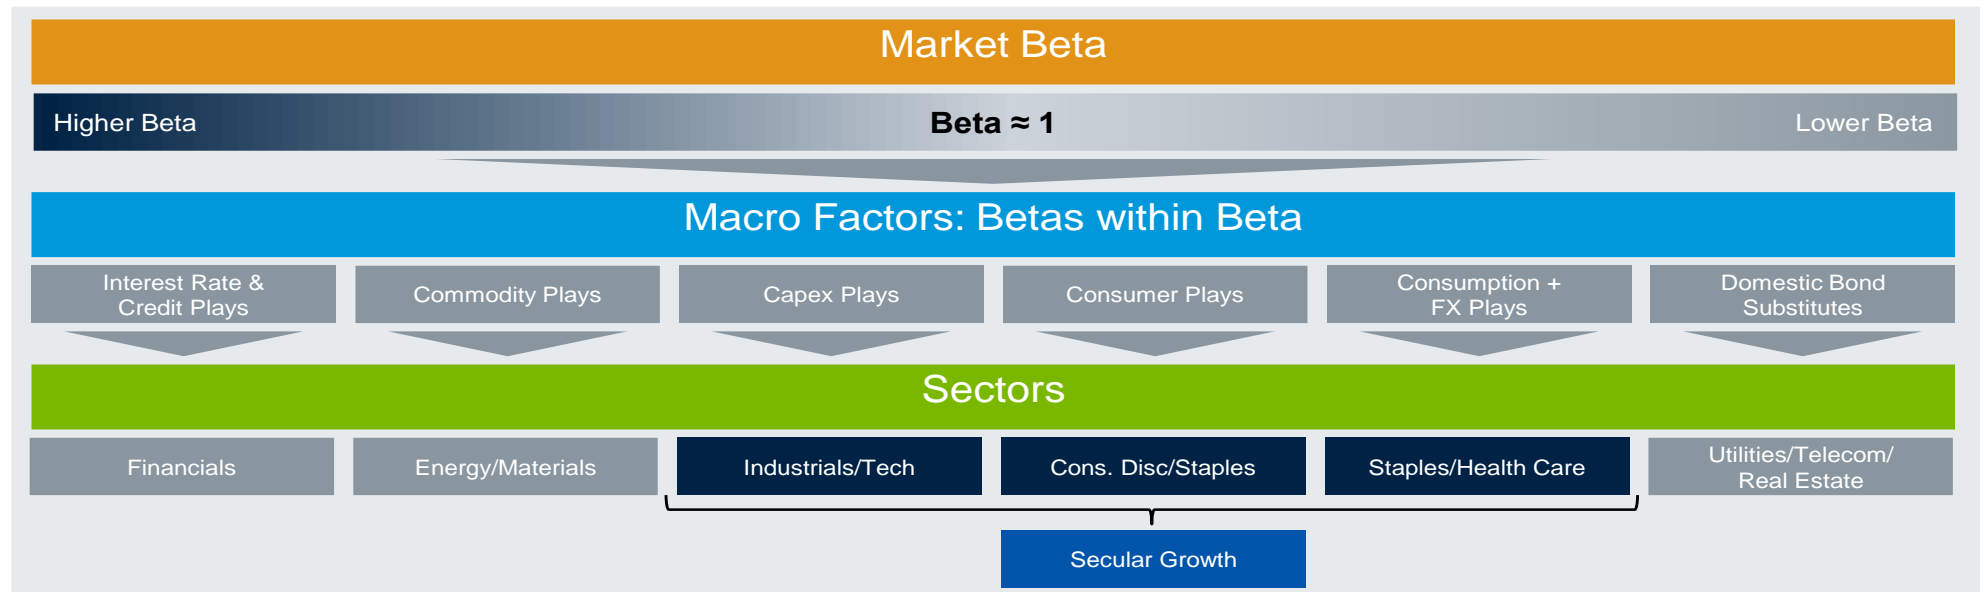 Market Beta
Higher Beta
Beta ≈ 1
Lower Beta
Macro Factors: Betas within Beta
Interest Rate &
Credit Plays
Commodity Plays
Capex Plays
Consumer Plays
Consumption +
FX Plays
Domestic Bond
Substitutes
Sectors
Financials
Energy/Materials
Industrials/Tech
Cons. Disc/Staples
Staples/Health Care
Utilities/Telecom/
Real Estate
Secular Growth